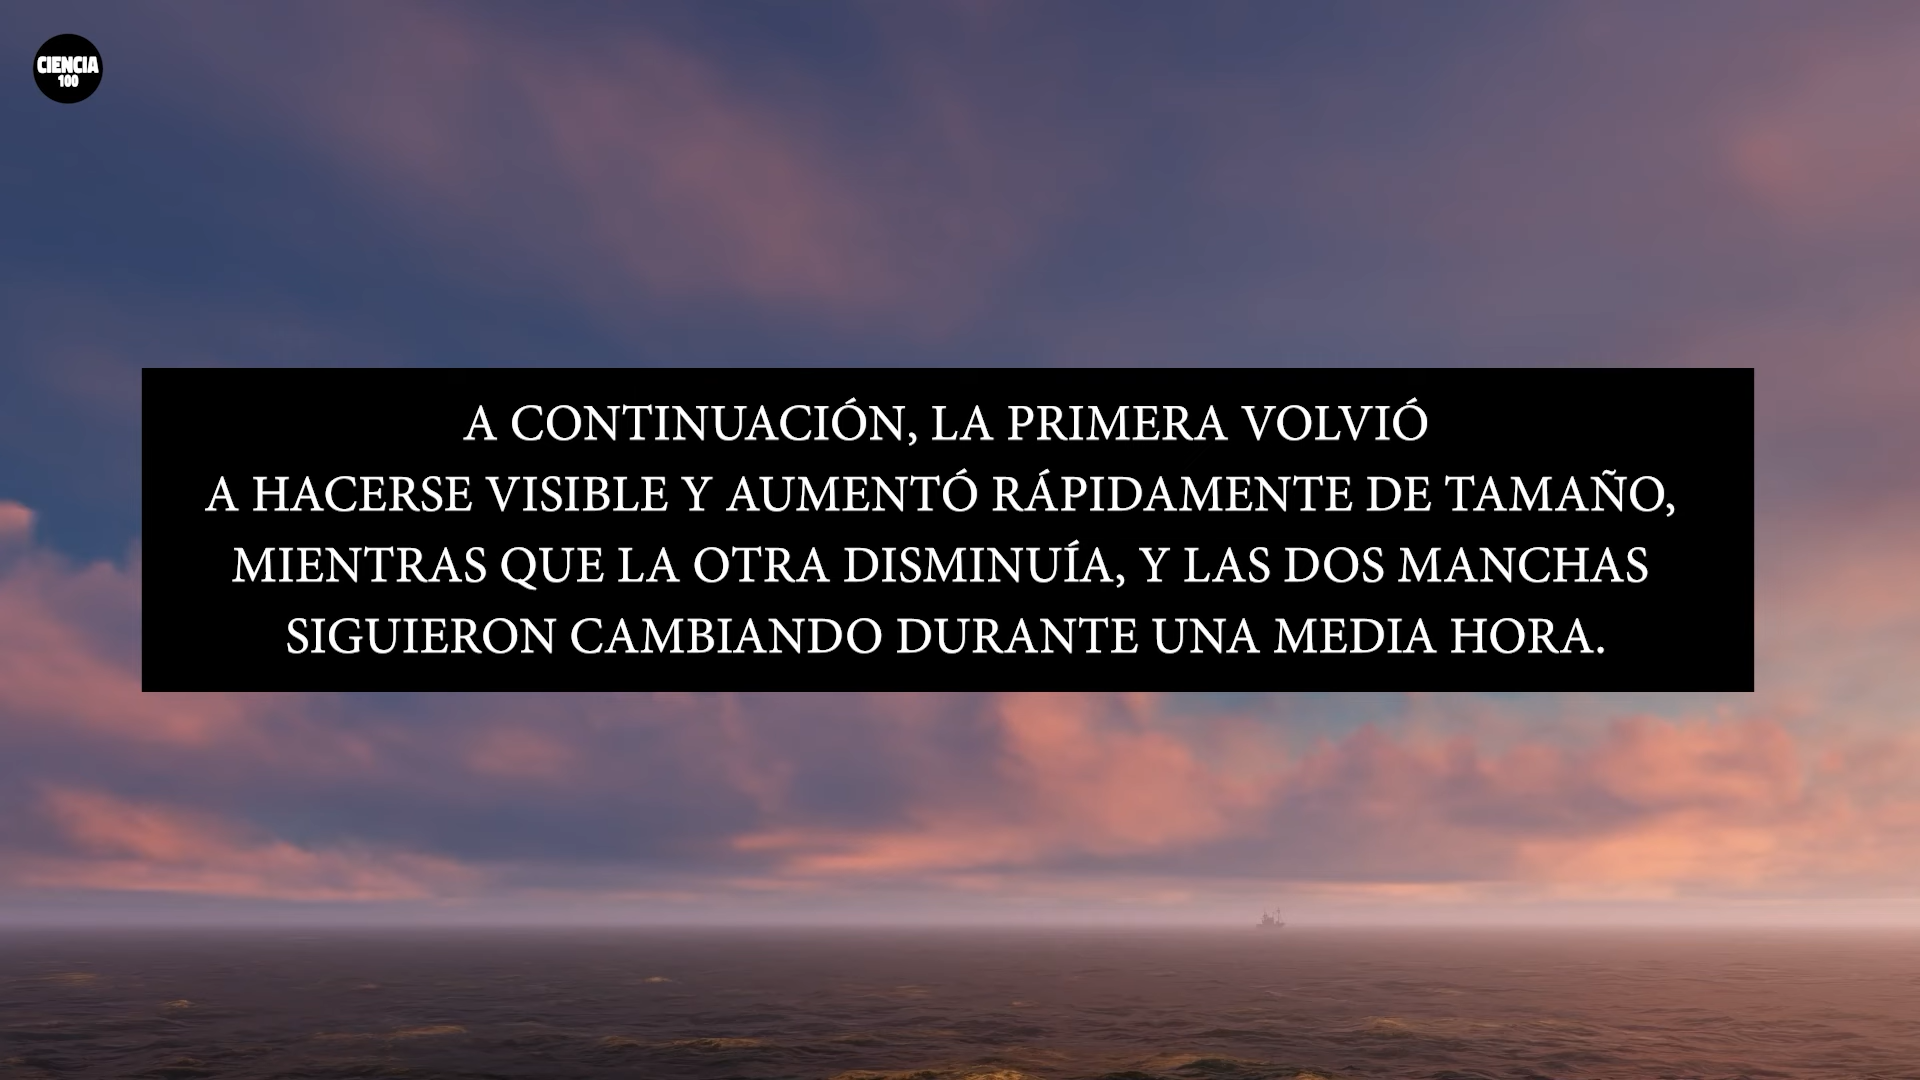 CIENCIA
100
A CONTINUACIÓN, LA PRIMERA VOLVIÓ
A HACERSE VISIBLE Y AUMENTÓ RÁPIDAMENTE DE TAMAÑO,
MIENTRAS QUE LA OTRA DISMINUÍA, Y LAS DOS MANCHAS
SIGUIERON CAMBIANDO DURANTE UNA MEDIA HORA.